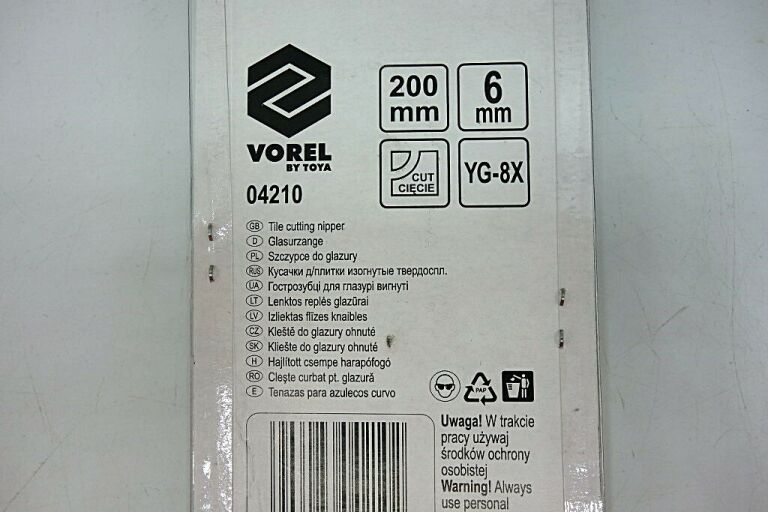 VOREL
BY TOYA
04210
200
mm
6
mm
CUT
CIĘCIE
YG-8X
GB Tile cutting nipper
D Glasurzange
PL Szczypce do glazury
RUS Кусачки д/плитки изогнутые твердоспл.
UA Гострозубці для глазурі вигнуті
LT Lenktos replės glazūrai
LV Izliektas flīzes knaibles
CZ Kleště do glazury ohnuté
SK Kliešte do glazury ohnuté
H Hajlított csempe harapófogó
RO Cleşte curbat pt. glazură
E Tenazas para azulecos curvo
PAP
Uwaga! W trakcie
pracy używaj
środków ochrony
osobistej
Warning! Always
use personal